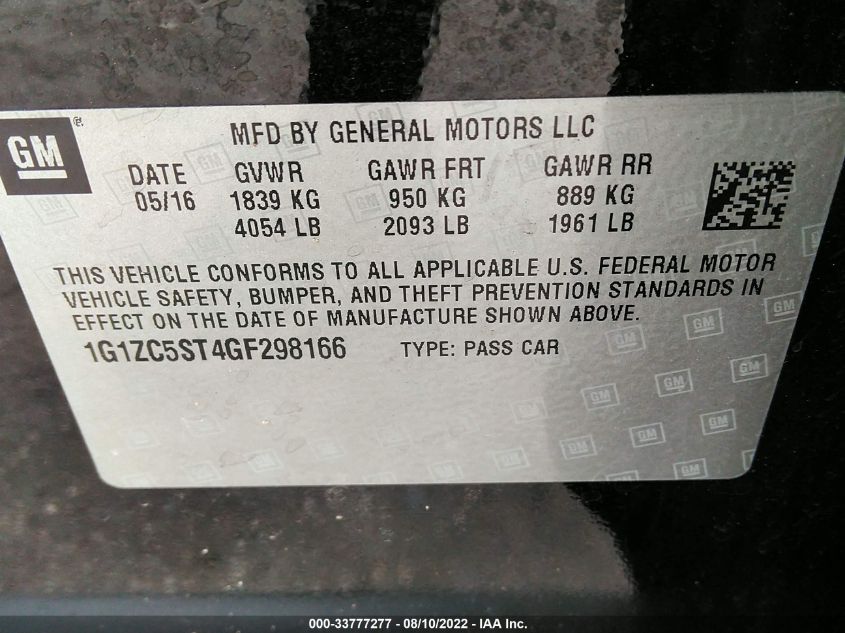 GM
MFD BY GENERAL MOTORS LLC
DATE GVWR GAWR FRT GAWR RR
05/16 1839 KG 950 KG 889 KG
4054 LB 2093 LB 1961 LB
THIS VEHICLE CONFORMS TO ALL APPLICABLE U.S. FEDERAL MOTOR
VEHICLE SAFETY, BUMPER, AND THEFT PREVENTION STANDARDS IN
EFFECT ON THE DATE OF MANUFACTURE SHOWN ABOVE.
1G1ZC5ST4GF298166 TYPE: PASS CAR
000-33777277 - 08/10/2022 - IAA Inc.